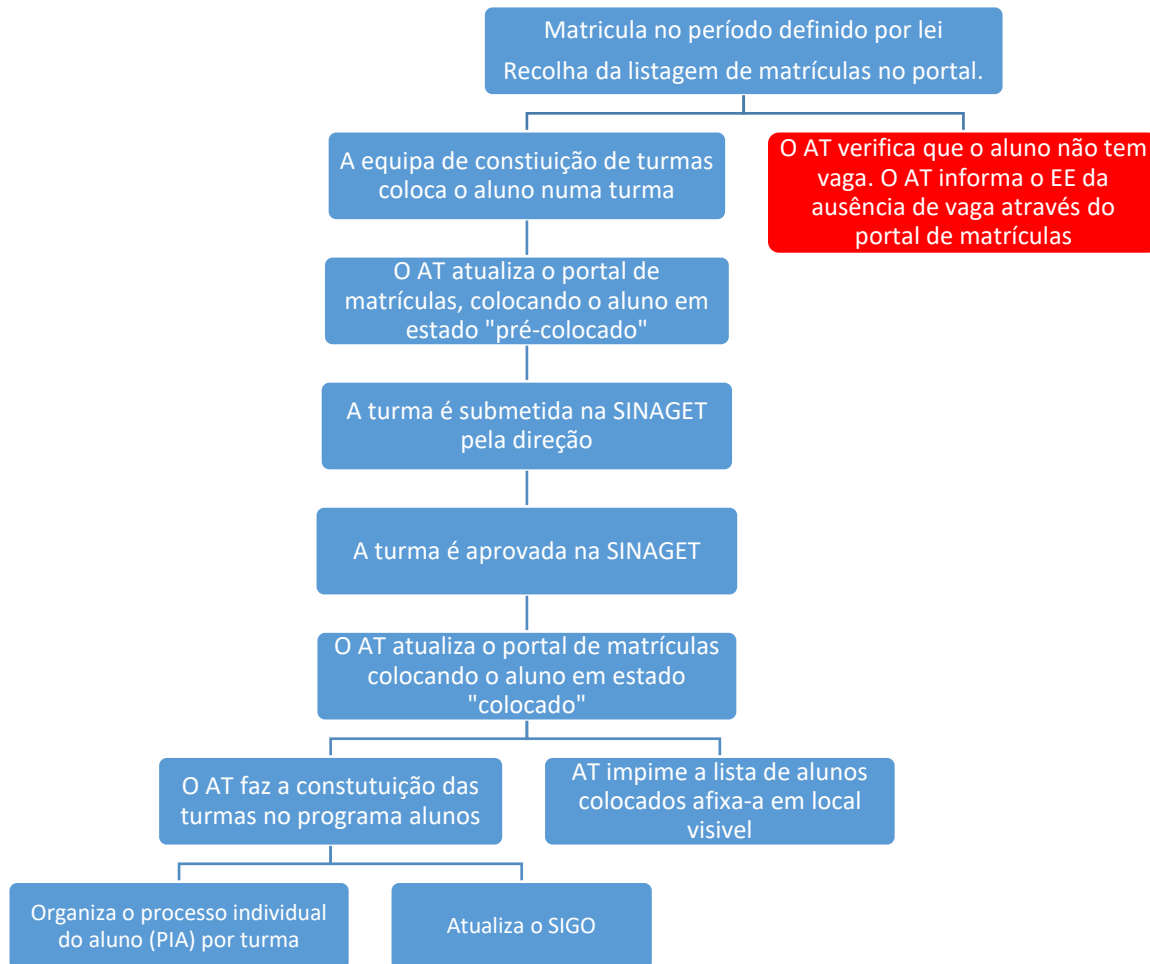 Matricula no período definido por lei
Recolha da listagem de matrículas no portal.
A equipa de constiuição de turmas
coloca o aluno numa turma
O AT verifica que o aluno não tem
vaga. O AT informa o EE da
ausência de vaga através do
portal de matrículas
O AT atualiza o portal de
matrículas, colocando o aluno em
estado "pré-colocado"
A turma é submetida na SINAGET
pela direção
A turma é aprovada na SINAGET
O AT atualiza o portal de matrículas
colocando o aluno em estado
"colocado"
O AT faz a constutuição das
turmas no programa alunos
AT impime a lista de alunos
colocados afixa-a em local
visivel
Organiza o processo individual
do aluno (PIA) por turma
Atualiza o SIGO